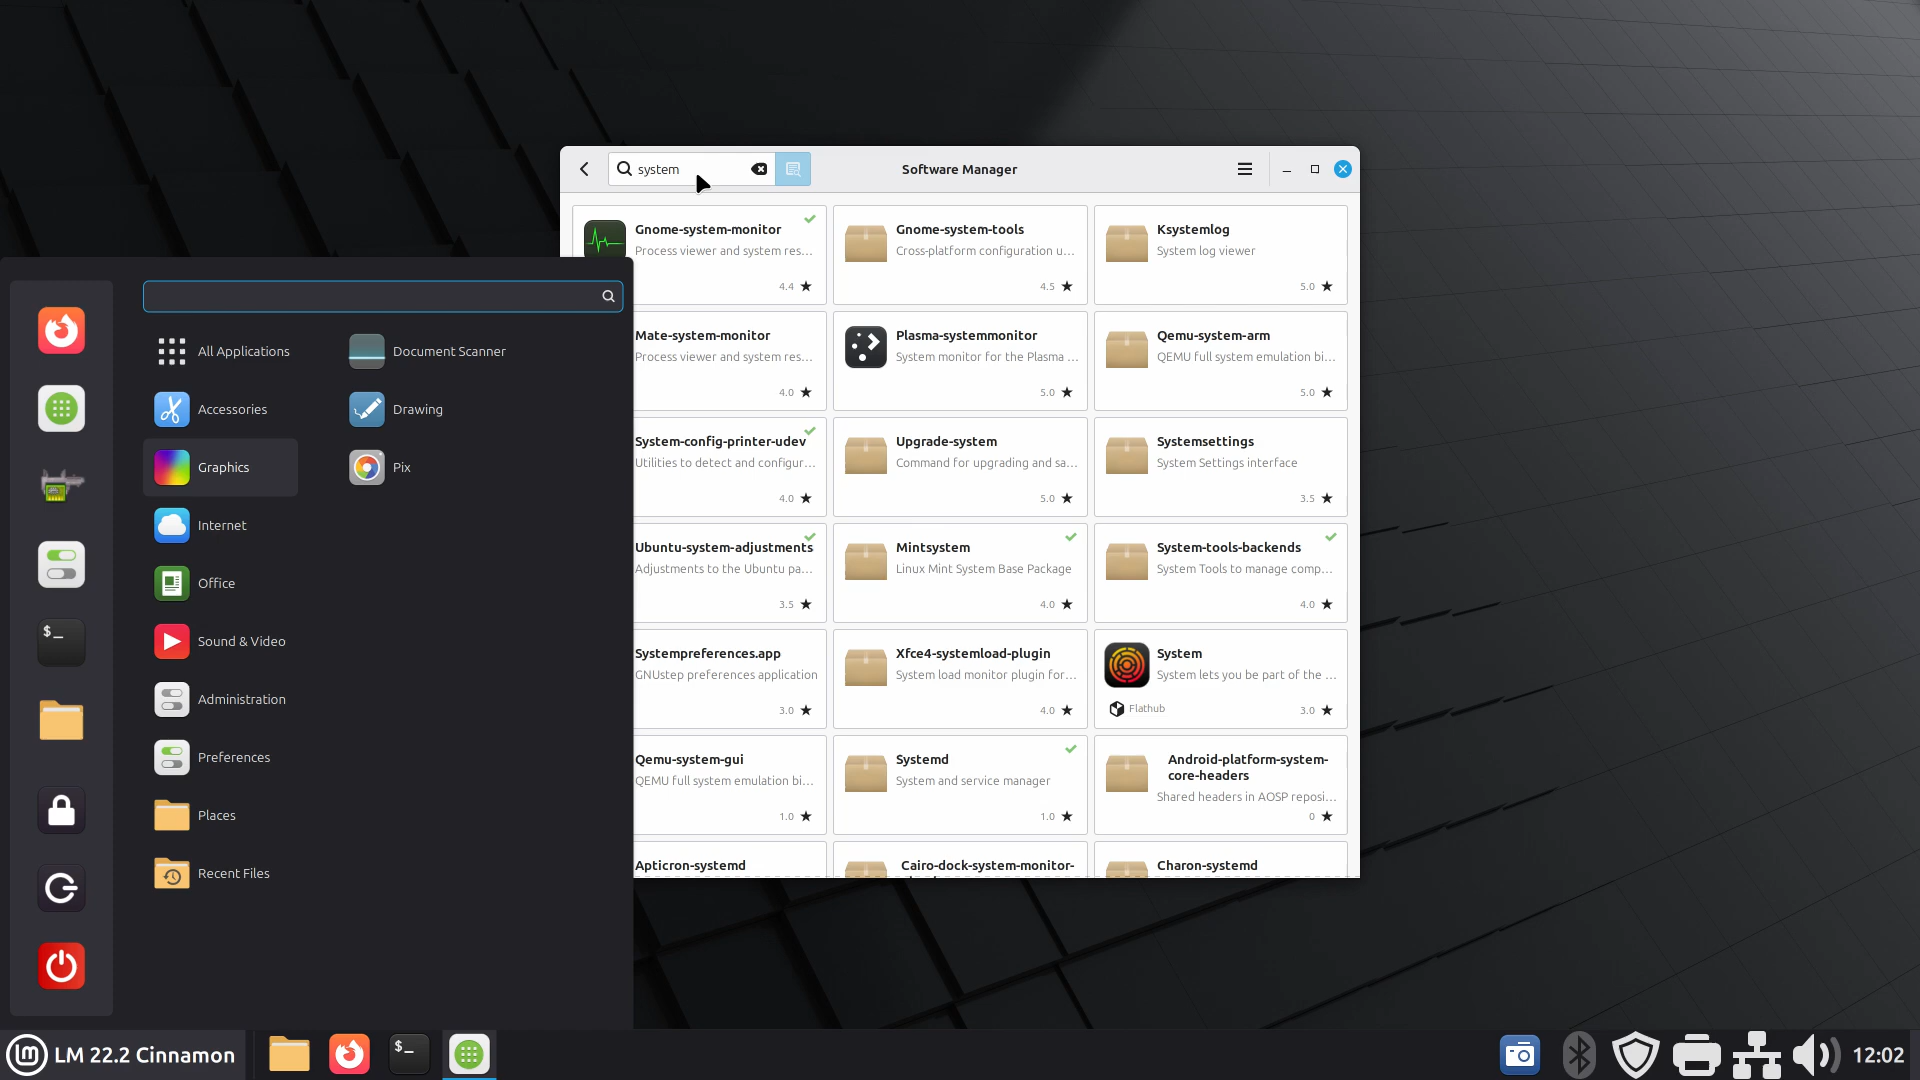 system
Software Manager
Gnome-system-monitor
Process viewer and system res...
4.4
Gnome-system-tools
Cross-platform configuration u...
4.5
Ksystemlog
System log viewer
5.0
Mate-system-monitor
Process viewer and system res...
4.0
Plasma-systemmonitor
System monitor for the Plasma ...
5.0
Qemu-system-arm
QEMU full system emulation bi...
5.0
System-config-printer-udev
Utilities to detect and configur...
4.0
Upgrade-system
Command for upgrading and sa...
5.0
Systemsettings
System Settings interface
3.5
Ubuntu-system-adjustments
Adjustments to the Ubuntu pa...
3.5
Mintsystem
Linux Mint System Base Package
4.0
System-tools-backends
System Tools to manage comp...
4.0
Systempreferences.app
GNUstep preferences application
3.0
Xfce4-systemload-plugin
System load monitor plugin for...
4.0
System
System lets you be part of the ...
Flathub
3.0
Qemu-system-gui
QEMU full system emulation bi...
1.0
Systemd
System and service manager
1.0
Android-platform-system-
core-headers
Shared headers in AOSP reposi...
0
Apticron-systemd
Cairo-dock-system-monitor-
Charon-systemd
All Applications
Accessories
Graphics
Internet
Office
Sound & Video
Administration
Preferences
Places
Recent Files
Document Scanner
Drawing
Pix
$_
LM 22.2 Cinnamon
$_
12:02